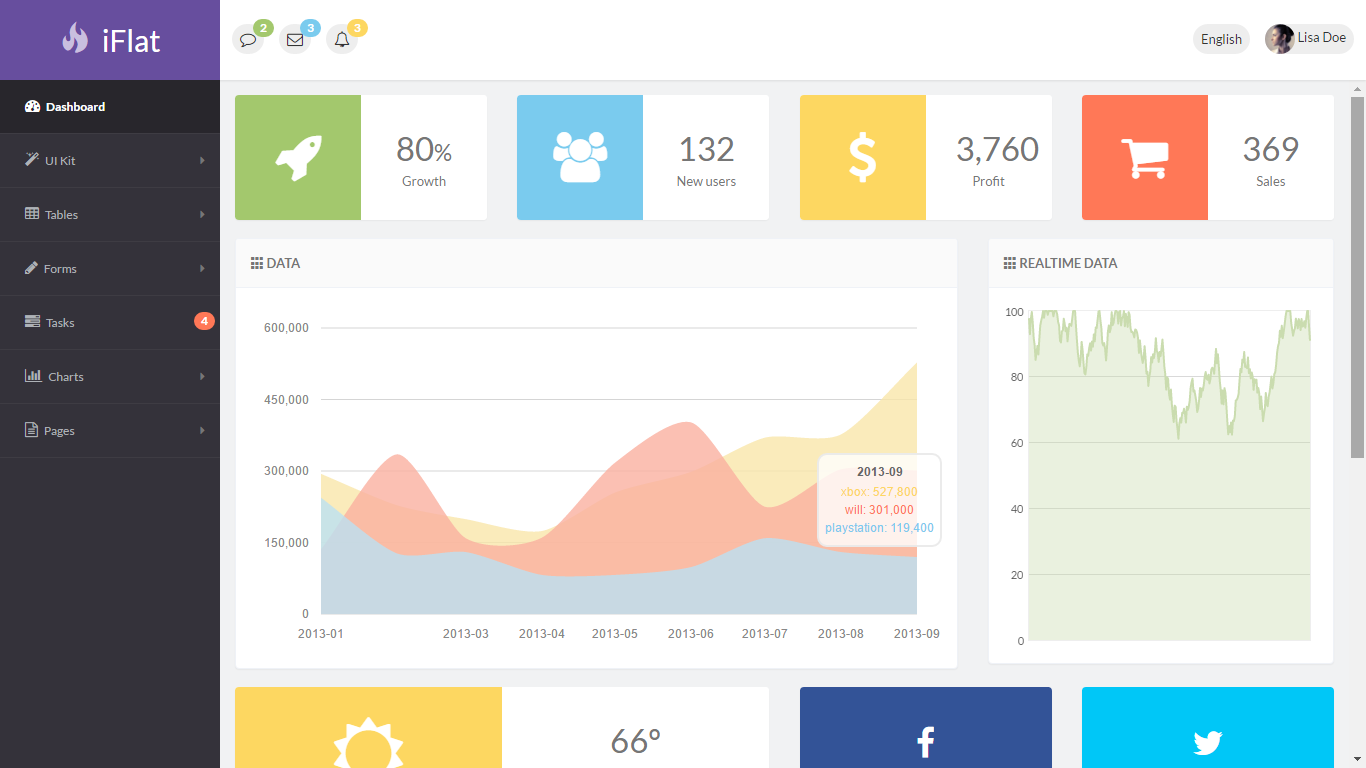 iFlat
2
3
3
English
Lisa Doe
Dashboard
UI Kit
Tables
Forms
Tasks
4
Charts
Pages
80%
Growth
132
New users
3,760
Profit
369
Sales
DATA
600,000
450,000
300,000
150,000
0
2013-01
2013-03
2013-04
2013-05
2013-06
2013-07
2013-08
2013-09
2013-09
xbox: 527,800
will: 301,000
playstation: 119,400
REALTIME DATA
100
80
60
40
20
0
66°